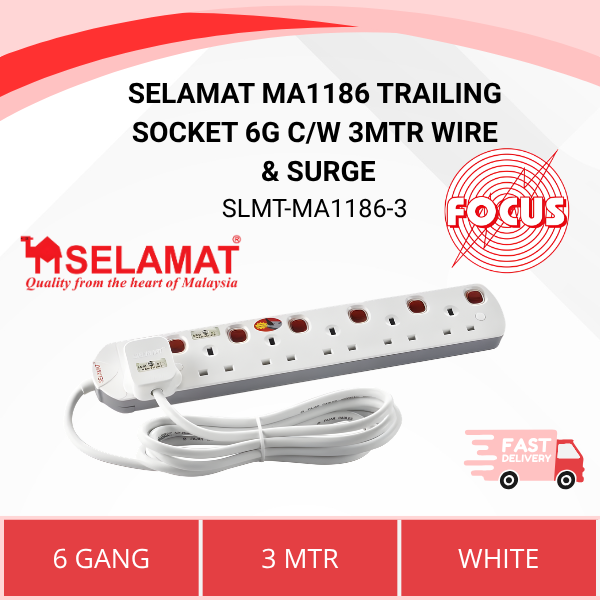 SELAMAT MA1186 TRAILING
SOCKET 6G C/W 3MTR WIRE
& SURGE
SLMT-MA1186-3
FOCUS
SELAMAT®
Quality from the heart of Malaysia
FAST
DELIVERY
6 GANG
3 MTR
WHITE